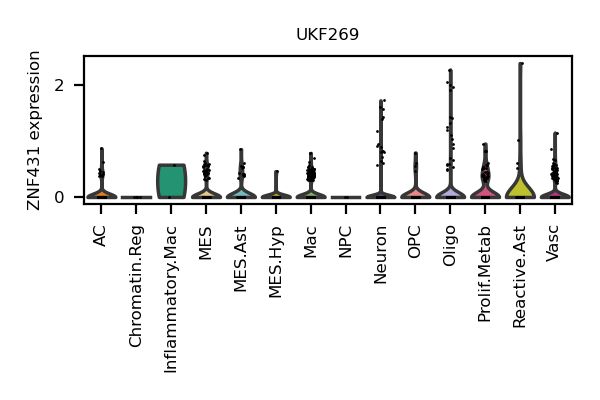 UKF269
ZNF431 expression
2
0
AC
Chromatin.Reg
Inflammatory.Mac
MES
MES.Ast
MES.Hyp
Mac
NPC
Neuron
OPC
Oligo
Prolif.Metab
Reactive.Ast
Vasc